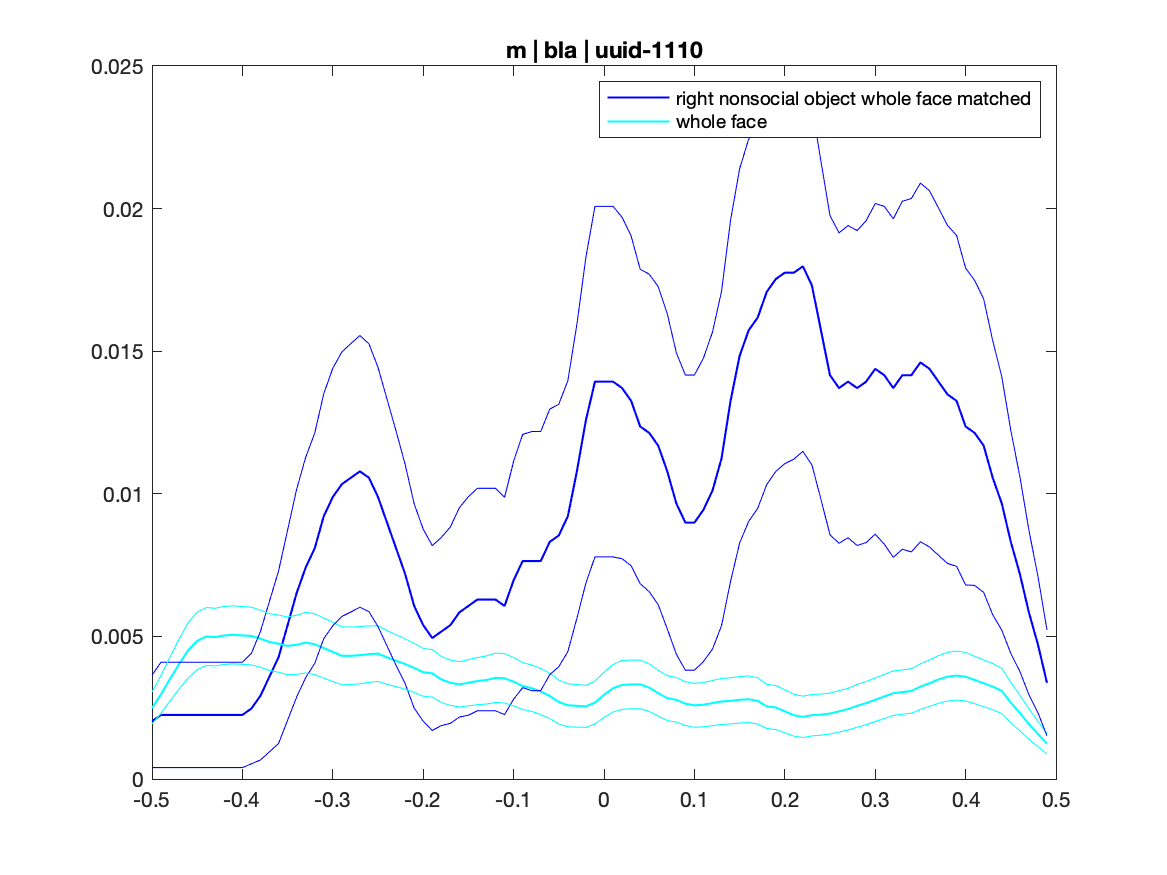 m | bla | uuid-1110
0.025
right nonsocial object whole face matched
whole face
0.02
0.015
0.01
0.005
0
-0.5 -0.4 -0.3 -0.2 -0.1 0 0.1 0.2 0.3 0.4 0.5